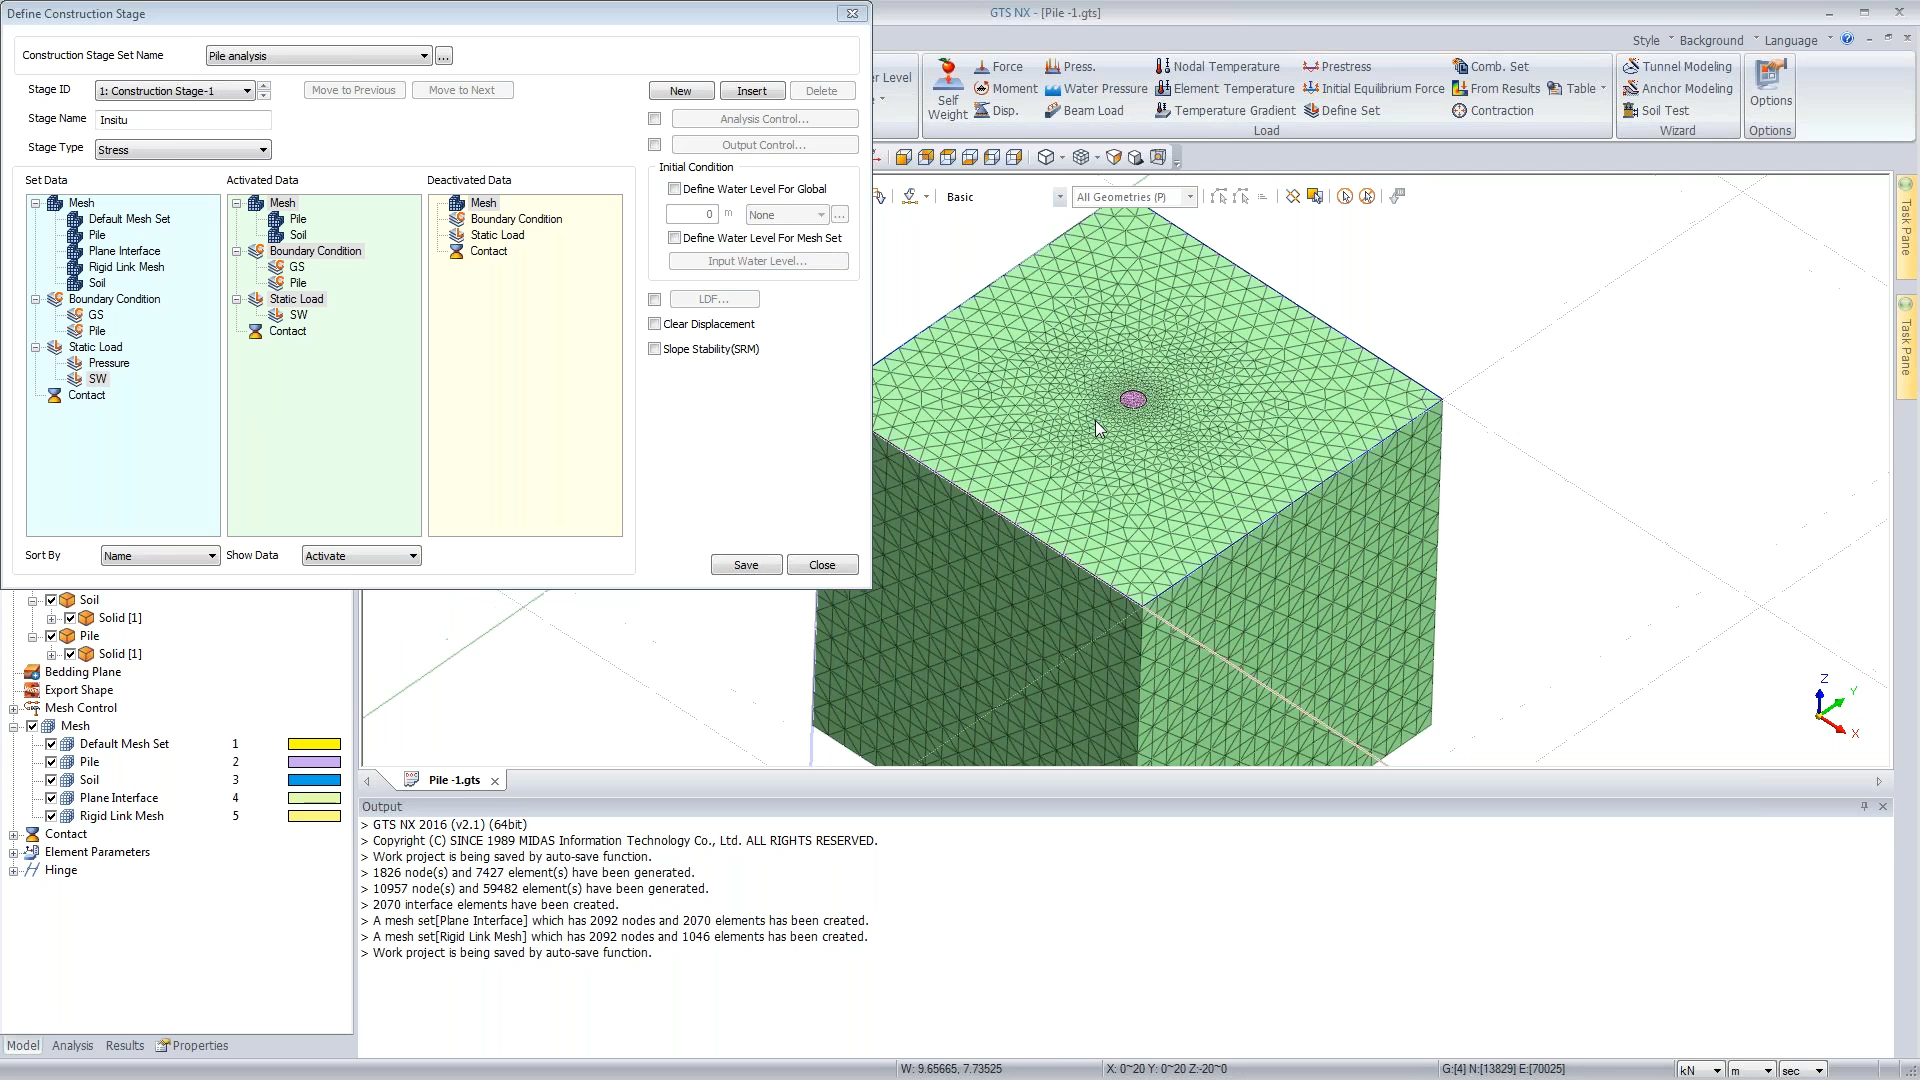 Define Construction Stage
GTS NX - [Pile -1.gts]
Construction Stage Set Name
Pile analysis
...
Stage ID
1: Construction Stage-1
Move to Previous
Move to Next
New
Insert
Delete
Stage Name
Insitu
Analysis Control...
Stage Type
Stress
Output Control...
Set Data
Activated Data
Deactivated Data
Mesh
Default Mesh Set
Pile
Plane Interface
Rigid Link Mesh
Soil
Boundary Condition
GS
Pile
Static Load
Pressure
SW
Contact
Mesh
Pile
Soil
Boundary Condition
GS
Pile
Static Load
SW
Contact
Mesh
Boundary Condition
Static Load
Contact
Initial Condition
Define Water Level For Global
0 m None ...
Define Water Level For Mesh Set
Input Water Level...
LDF...
Clear Displacement
Slope Stability(SRM)
Sort By
Name
Show Data
Activate
Save
Close
Style Background Language
er Level
Self Weight
Force
Moment
Disp.
Press.
Water Pressure
Beam Load
Nodal Temperature
Element Temperature
Temperature Gradient
Prestress
Initial Equilibrium Force
Define Set
Load
Comb. Set
From Results
Contraction
Table
Tunnel Modeling
Anchor Modeling
Soil Test
Wizard
Options
Options
Basic
All Geometries (P)
Task Pane
Task Pane
Z
Y
X
Soil
Solid [1]
Pile
Solid [1]
Bedding Plane
Export Shape
Mesh Control
Mesh
Default Mesh Set 1
Pile 2
Soil 3
Plane Interface 4
Rigid Link Mesh 5
Contact
Element Parameters
Hinge
Model Analysis Results Properties
Pile -1.gts
Output
> GTS NX 2016 (v2.1) (64bit)
> Copyright (C) SINCE 1989 MIDAS Information Technology Co., Ltd. ALL RIGHTS RESERVED.
> Work project is being saved by auto-save function.
> 1826 node(s) and 7427 element(s) have been generated.
> 10957 node(s) and 59482 element(s) have been generated.
> 2070 interface elements have been created.
> A mesh set[Plane Interface] which has 2092 nodes and 2070 elements has been created.
> A mesh set[Rigid Link Mesh] which has 2092 nodes and 1046 elements has been created.
> Work project is being saved by auto-save function.
W: 9.65665, 7.73525
X: 0~20 Y: 0~20 Z:-20~0
G:[4] N:[13829] E:[70025]
kN
m
sec